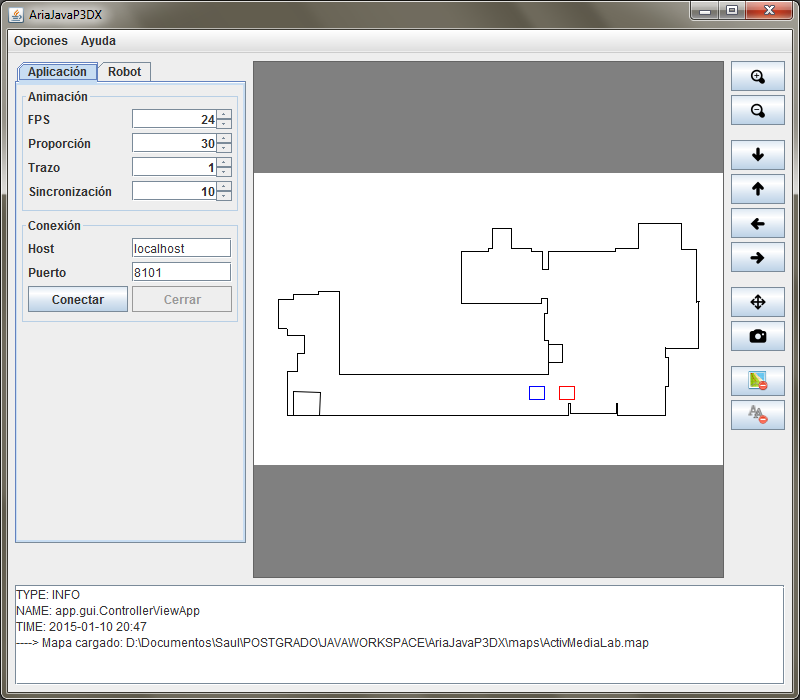 AriaJavaP3DX
Opciones Ayuda
Aplicación Robot
Animación
FPS 24
Proporción 30
Trazo 1
Sincronización 10
Conexión
Host localhost
Puerto 8101
Conectar Cerrar
TYPE: INFO
NAME: app.gui.ControllerViewApp
TIME: 2015-01-10 20:47
----> Mapa cargado: D:\Documentos\Saul\POSTGRADO\JAVAWORKSPACE\AriaJavaP3DX\maps\ActivMediaLab.map